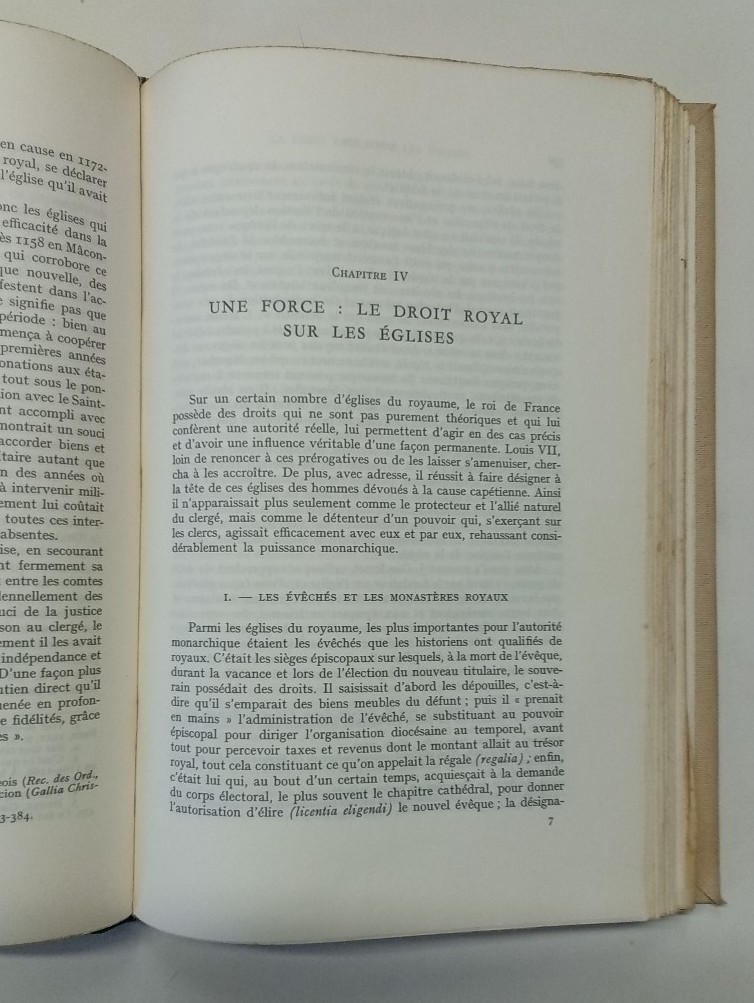 en cause en 1172-
royal, se déclarer
l'église qu'il avait
onc les églises qui
efficacité dans la
ès 1158 en Mâcon-
qui corrobore ce
que nouvelle, des
festent dans l'ac-
e signifie pas que
période : bien au
mença à coopérer
premières années
onations aux éta-
tout sous le pon-
ion avec le Saint-
nt accompli avec
montrait un souci
accorder biens et
itaire autant que
n des années où
à intervenir mili-
ement lui coûtait
toutes ces inter-
absentes.
ise, en secourant
nt fermement sa
entre les comtes
lennellement des
uci de la justice
son au clergé, le
ement il les avait
indépendance et
D'une façon plus
ntien direct qu'il
enée en profon-
e fidélités, grâce
s ».
eois (Rec. des Ord.,
cion (Gallia Chris-
3-384.
CHAPITRE IV
UNE FORCE : LE DROIT ROYAL
SUR LES ÉGLISES
Sur un certain nombre d'églises du royaume, le roi de France
possède des droits qui ne sont pas purement théoriques et qui lui
confèrent une autorité réelle, lui permettent d'agir en des cas précis
et d'avoir une influence véritable d'une façon permanente. Louis VII,
loin de renoncer à ces prérogatives ou de les laisser s'amenuiser, cher-
cha à les accroître. De plus, avec adresse, il réussit à faire désigner à
la tête de ces églises des hommes dévoués à la cause capétienne. Ainsi
il n'apparaissait plus seulement comme le protecteur et l'allié naturel
du clergé, mais comme le détenteur d'un pouvoir qui, s'exerçant sur
les clercs, agissait efficacement avec eux et par eux, rehaussant consi-
dérablement la puissance monarchique.
I. — LES ÉVÊCHÉS ET LES MONASTÈRES ROYAUX
Parmi les églises du royaume, les plus importantes pour l'autorité
monarchique étaient les évêchés que les historiens ont qualifiés de
royaux. C'était les sièges épiscopaux sur lesquels, à la mort de l'évêque,
durant la vacance et lors de l'élection du nouveau titulaire, le souve-
rain possédait des droits. Il saisissait d'abord les dépouilles, c'est-à-
dire qu'il s'emparait des biens meubles du défunt ; puis il « prenait
en mains » l'administration de l'évêché, se substituant au pouvoir
épiscopal pour diriger l'organisation diocésaine au temporel, avant
tout pour percevoir taxes et revenus dont le montant allait au trésor
royal, tout cela constituant ce qu'on appelait la régale (regalia) ; enfin,
c'était lui qui, au bout d'un certain temps, acquiesçait à la demande
du corps électoral, le plus souvent le chapitre cathédral, pour donner
l'autorisation d'élire (licentia eligendi) le nouvel évêque ; la désigna-
7